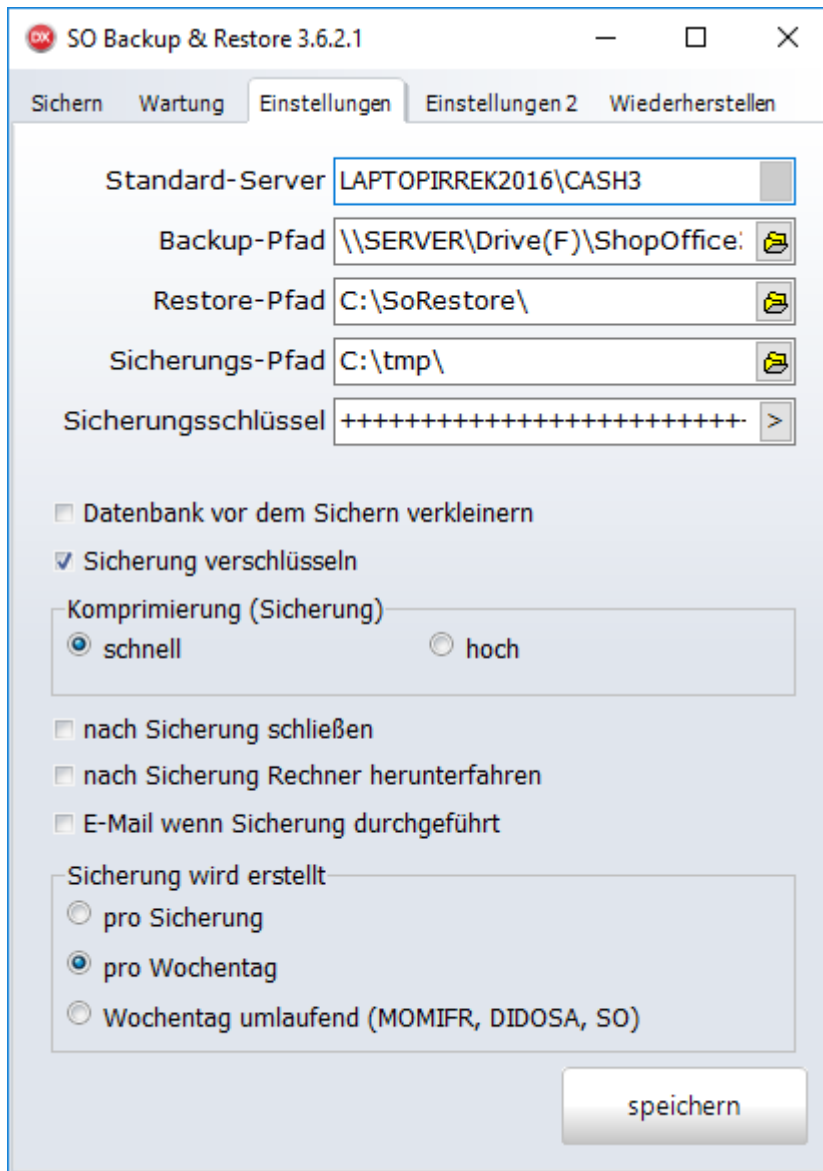 DX SO Backup & Restore 3.6.2.1
Sichern Wartung Einstellungen Einstellungen 2 Wiederherstellen
Standard-Server LAPTOPIRREK2016\CASH3
Backup-Pfad \\SERVER\Drive(F)\ShopOffice
Restore-Pfad C:\SoRestore\
Sicherungs-Pfad C:\tmp\
Sicherungsschlüssel ++++++++++++++++++++++++++ >
Datenbank vor dem Sichern verkleinern
Sicherung verschlüsseln
Komprimierung (Sicherung)
schnell hoch
nach Sicherung schließen
nach Sicherung Rechner herunterfahren
E-Mail wenn Sicherung durchgeführt
Sicherung wird erstellt
pro Sicherung
pro Wochentag
Wochentag umlaufend (MOMIFR, DIDOSA, SO)
speichern